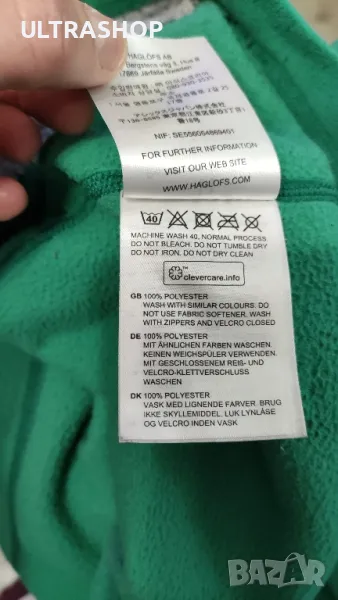 ULTRASHOP
HAGLÖFS AB
17669 Järfälla Sweden
NIF: SE556054869401
FOR FURTHER INFORMATION
VISIT OUR WEB SITE
WWW.HAGLOFS.COM
40
MACHINE WASH 40, NORMAL PROCESS
DO NOT BLEACH. DO NOT TUMBLE DRY
DO NOT IRON. DO NOT DRY CLEAN
clevercare.info
GB 100% POLYESTER
WASH WITH SIMILAR COLOURS. DO
NOT USE FABRIC SOFTENER. WASH
WITH ZIPPERS AND VELCRO CLOSED
DE 100% POLYESTER
MIT ÄHNLICHEN FARBEN WASCHEN.
KEINEN WEICHSPÜLER VERWENDEN.
MIT GESCHLOSSENEM REIß- UND
VELCRO-KLETTVERSCHLUSS
WASCHEN
DK 100% POLYESTER
VASK MED LIGNENDE FARVER. BRUG
IKKE SKYLLEMIDDEL. LUK LYNLÅSE
OG VELCRO INDEN VASK
BAZAR.bg